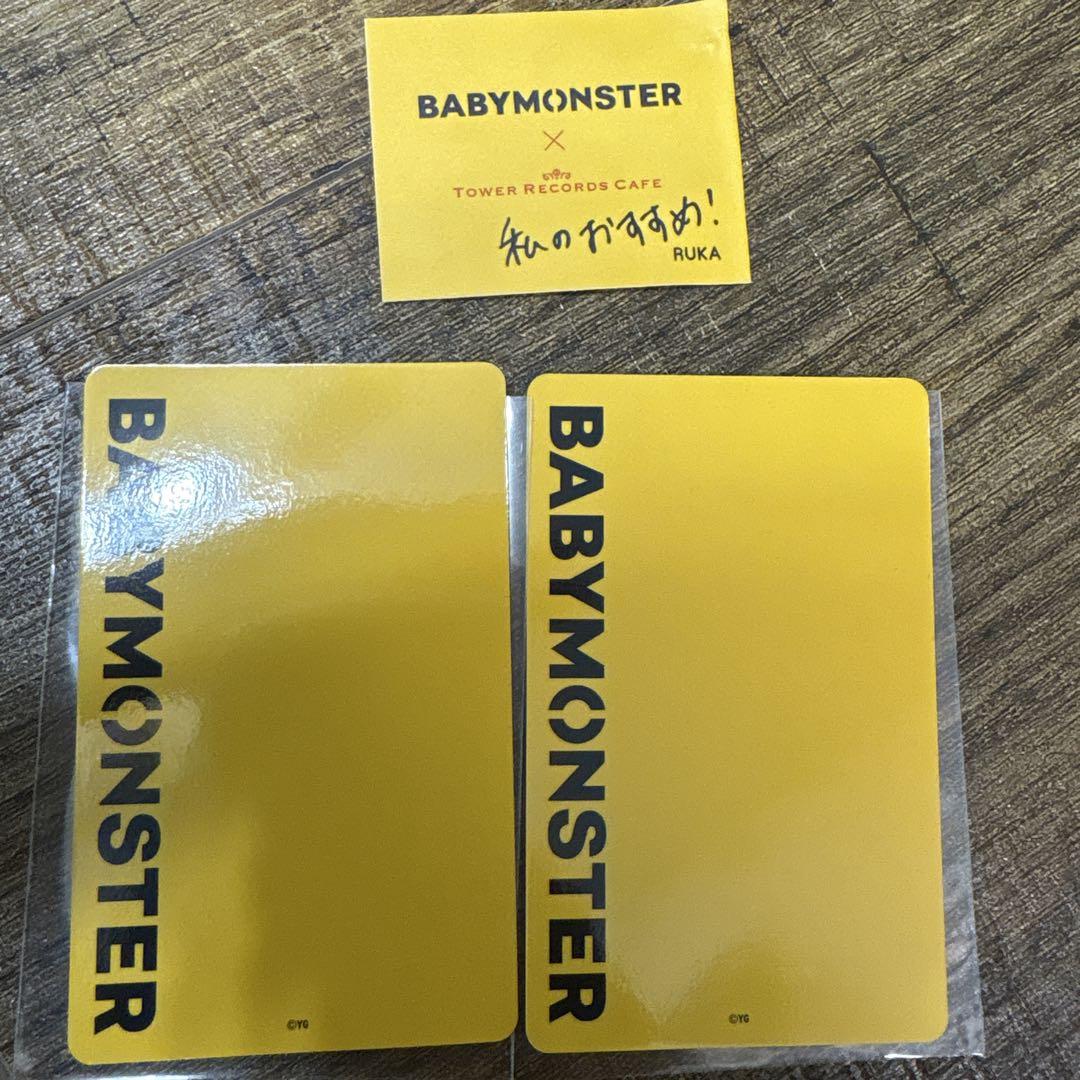 BABYMONSTER
×
TOWER RECORDS CAFE
私のおすすめ!
RUKA
BABYMONSTER
©YG
BABYMONSTER
©YG